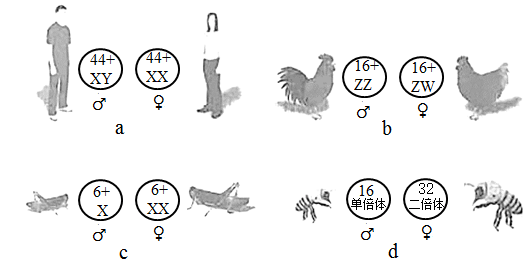 44+ 44+
XY XX
♂ ♀
a
16+ 16+
ZZ ZW
♂ ♀
b
6+ 6+
X XX
♂ ♀
c
16 32
单倍体 二倍体
♂ ♀
d